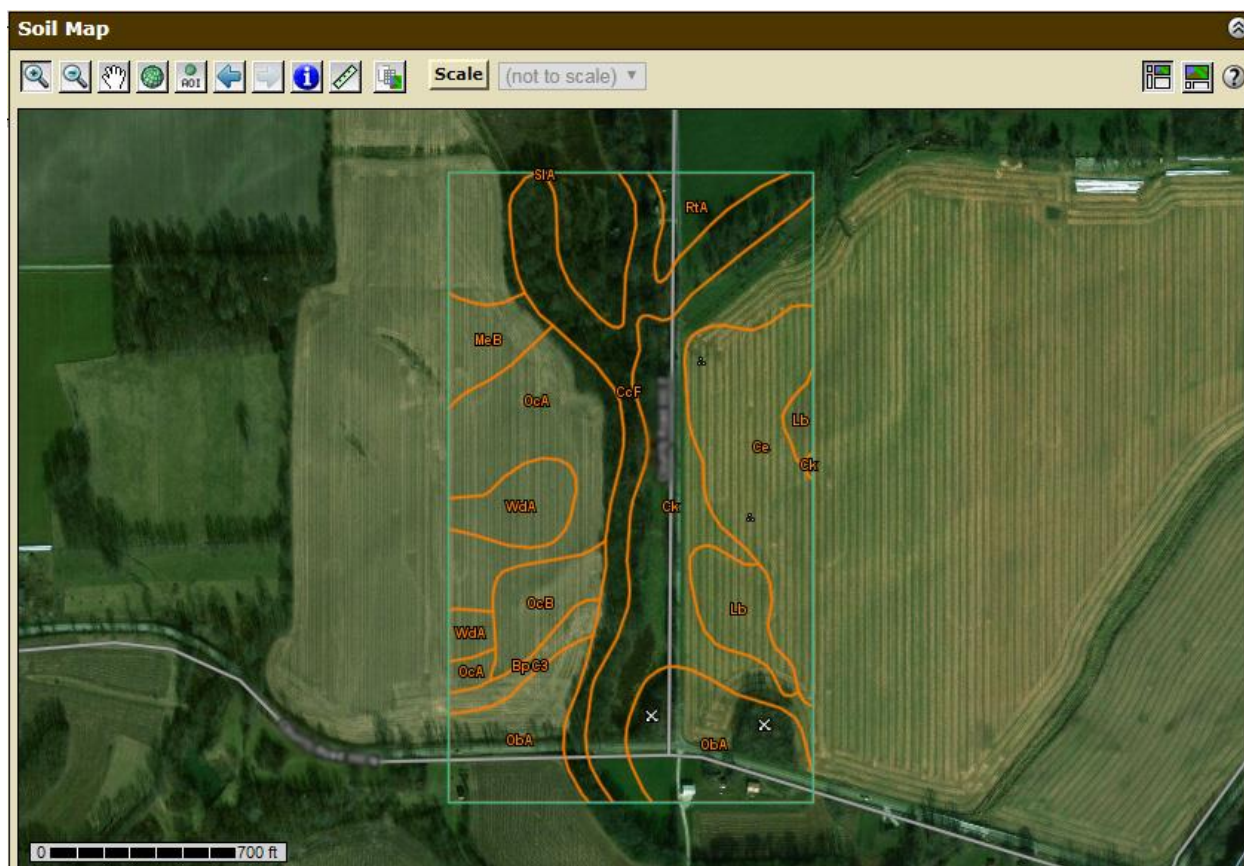 Soil Map
AOI
Scale
(not to scale)
SlA
RtA
MeB
CcF
OcA
Lb
Ce
Ck
WdA
Ck
OcB
Lb
WdA
OcA
BpC3
ObA
ObA
0 700 ft